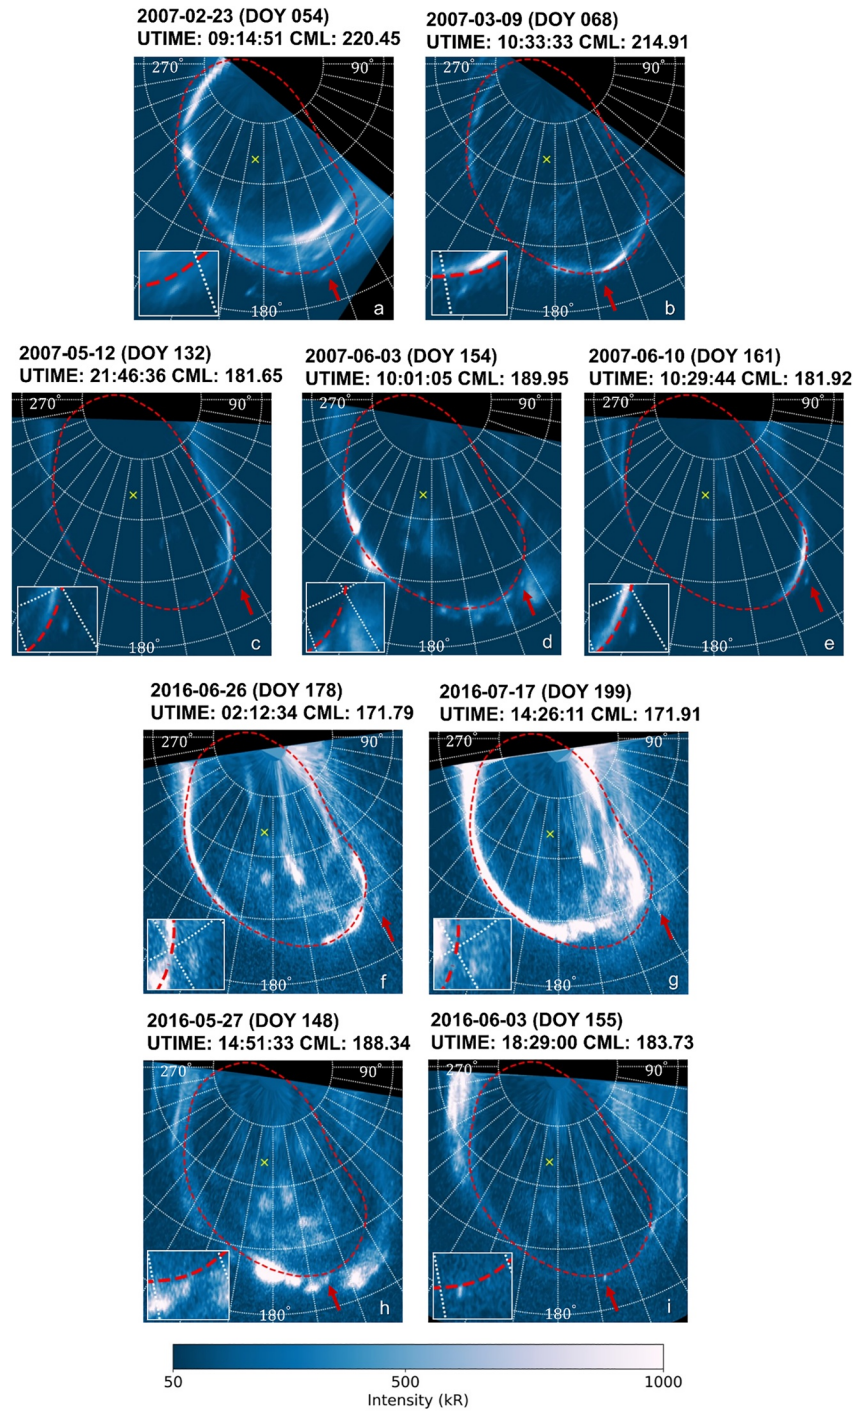 2007-02-23 (DOY 054)
UTIME: 09:14:51 CML: 220.45
270°
90°
180°
a
2007-03-09 (DOY 068)
UTIME: 10:33:33 CML: 214.91
270°
90°
180°
b
2007-05-12 (DOY 132)
UTIME: 21:46:36 CML: 181.65
270°
90°
180°
c
2007-06-03 (DOY 154)
UTIME: 10:01:05 CML: 189.95
270°
90°
180°
d
2007-06-10 (DOY 161)
UTIME: 10:29:44 CML: 181.92
270°
90°
180°
e
2016-06-26 (DOY 178)
UTIME: 02:12:34 CML: 171.79
270°
90°
180°
f
2016-07-17 (DOY 199)
UTIME: 14:26:11 CML: 171.91
270°
90°
180°
g
2016-05-27 (DOY 148)
UTIME: 14:51:33 CML: 188.34
270°
90°
180°
h
2016-06-03 (DOY 155)
UTIME: 18:29:00 CML: 183.73
270°
90°
180°
i
50 500 1000
Intensity (kR)